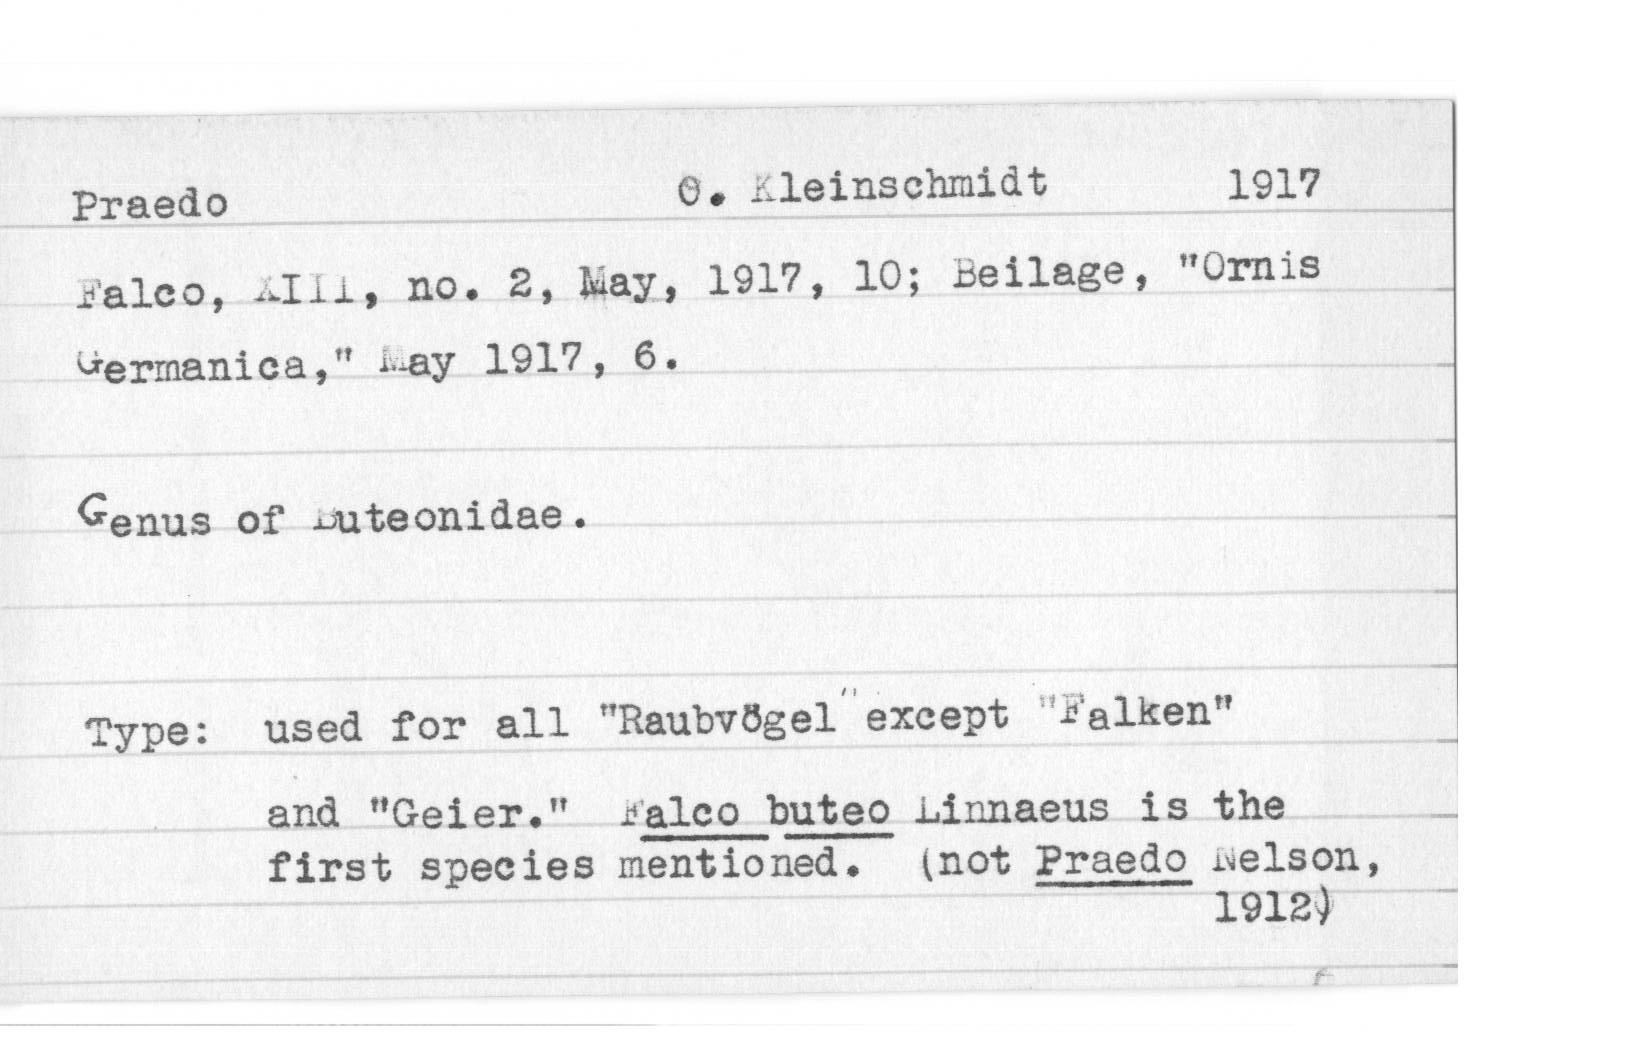 Praedo O. Kleinschmidt 1917
Falco, XIII, no. 2, May, 1917, 10; Beilage, "Ornis
Germanica," May 1917, 6.
Genus of Buteonidae.
Type: used for all "Raubvögel" except "Falken"
and "Geier." Falco buteo Linnaeus is the
first species mentioned. (not Praedo Nelson,
1912)